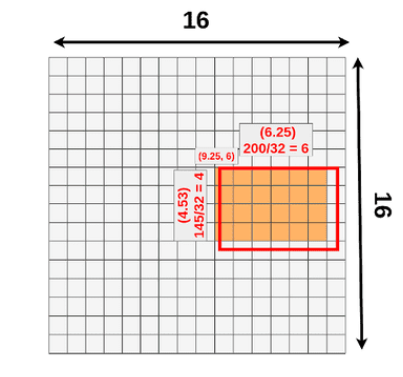 16
(6.25)
200/32 = 6
(9.25, 6)
(4.53)
145/32 = 4
16